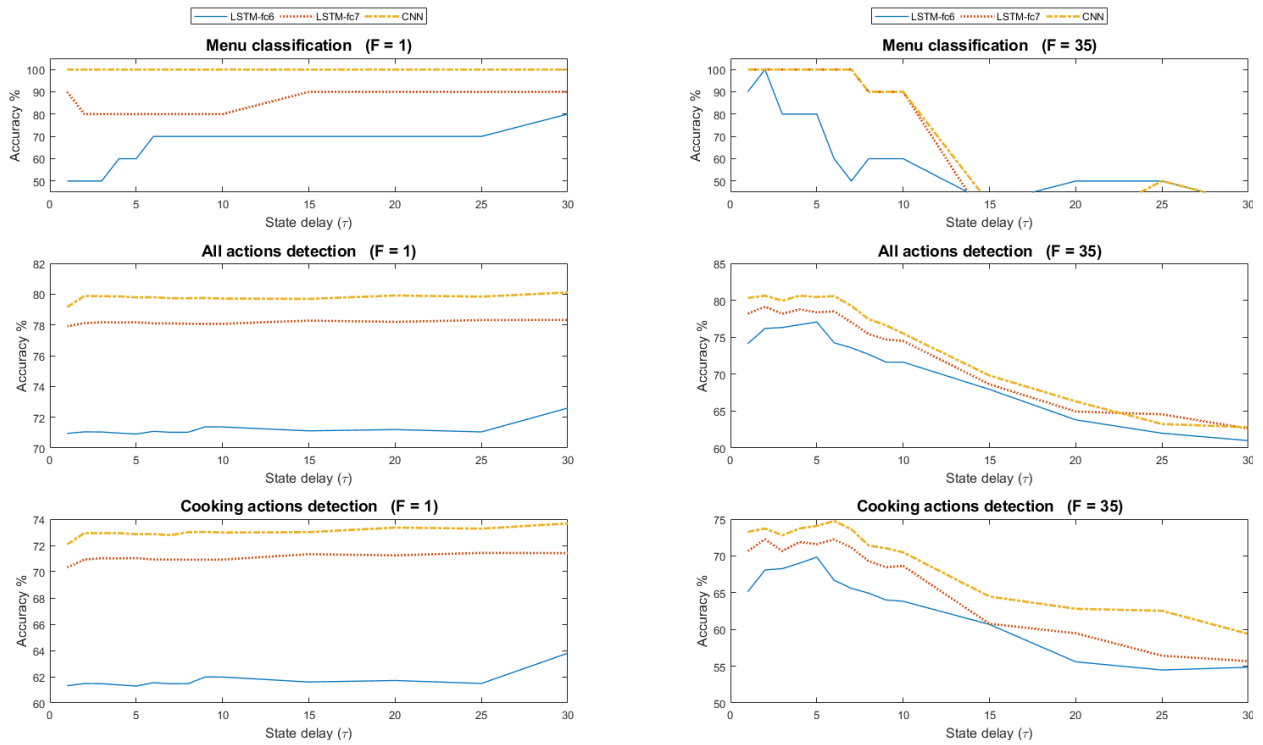 LSTM-fc6 LSTM-fc7 CNN
Menu classification (F = 1)
Accuracy %
100
90
80
70
60
50
0 5 10 15 20 25 30
State delay (τ)
All actions detection (F = 1)
Accuracy %
82
80
78
76
74
72
70
0 5 10 15 20 25 30
State delay (τ)
Cooking actions detection (F = 1)
Accuracy %
74
72
70
68
66
64
62
60
0 5 10 15 20 25 30
State delay (τ)
LSTM-fc6 LSTM-fc7 CNN
Menu classification (F = 35)
Accuracy %
100
90
80
70
60
50
0 5 10 15 20 25 30
State delay (τ)
All actions detection (F = 35)
Accuracy %
85
80
75
70
65
60
0 5 10 15 20 25 30
State delay (τ)
Cooking actions detection (F = 35)
Accuracy %
75
70
65
60
55
50
0 5 10 15 20 25 30
State delay (τ)